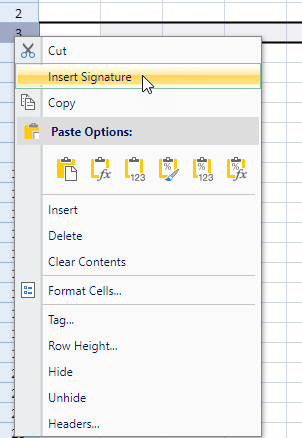 2
3
Cut
Insert Signature
Copy
Paste Options:
fx
123
%
%
123
%
fx
Insert
Delete
Clear Contents
Format Cells...
Tag...
Row Height...
Hide
Unhide
Headers...